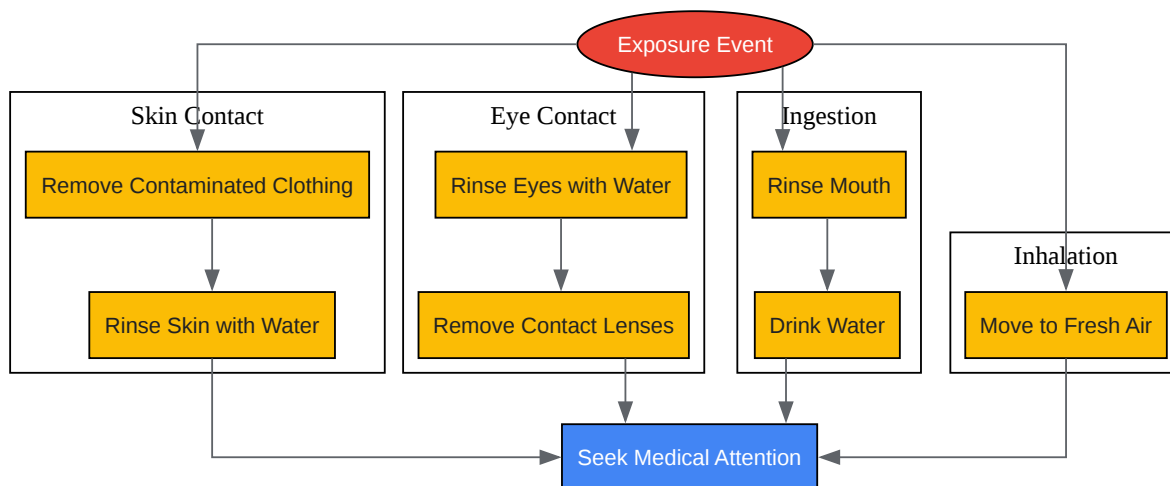 Exposure Event
Skin Contact
Eye Contact
Ingestion
Remove Contaminated Clothing
Rinse Eyes with Water
Rinse Mouth
Inhalation
Rinse Skin with Water
Remove Contact Lenses
Drink Water
Move to Fresh Air
Seek Medical Attention